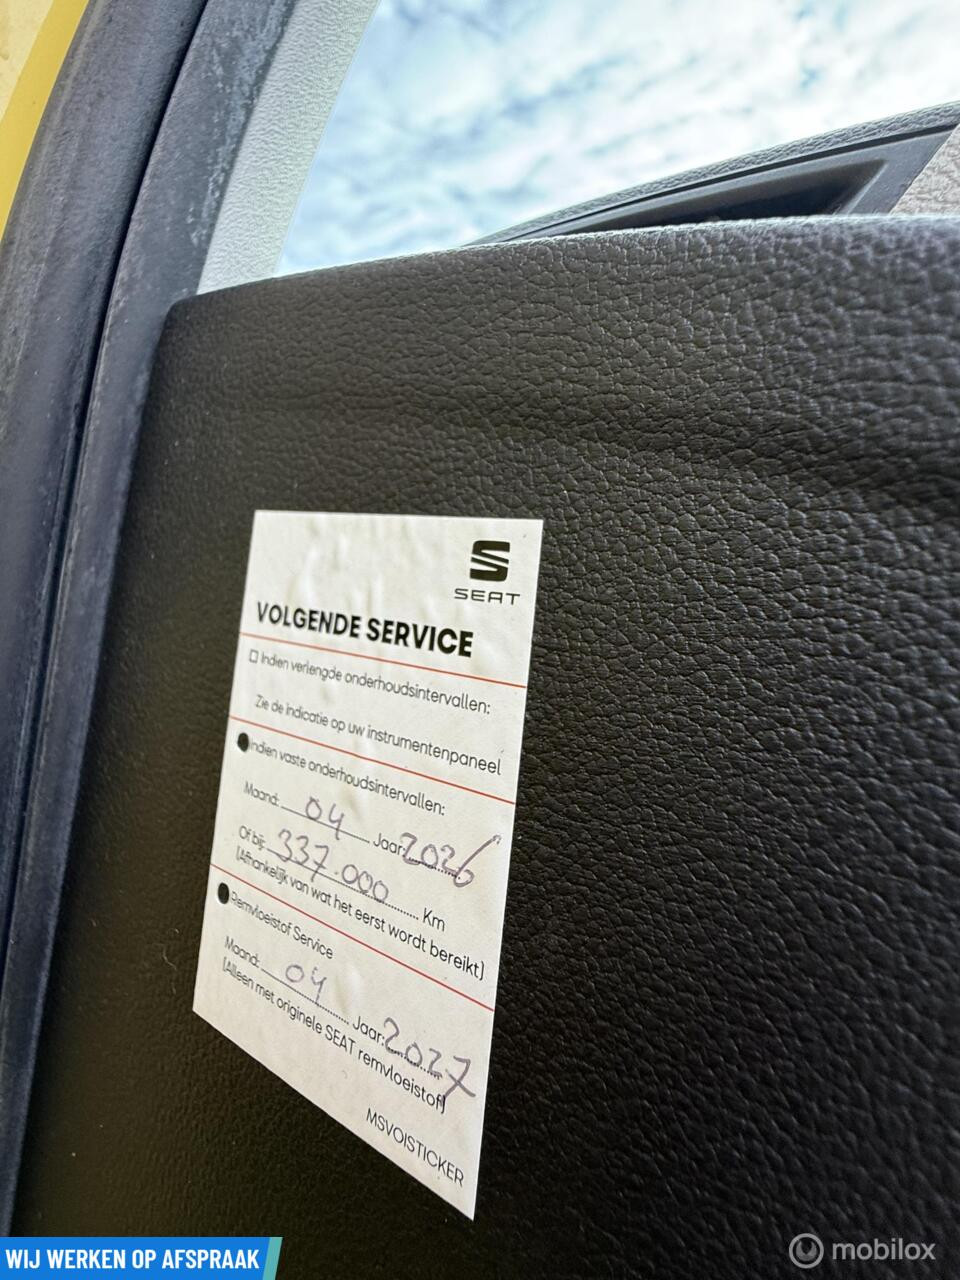 SEAT
VOLGENDE SERVICE
Indien verlengde onderhoudsintervallen:
Zie de indicatie op uw instrumentenpaneel
Indien vaste onderhoudsintervallen:
Maand: 04 Jaar: 2026
Of bij: 337.000 Km
(Afhankelijk van wat het eerst wordt bereikt)
Remvloeistof Service
Maand: 04 Jaar: 2027
(Alleen met originele SEAT remvloeistof)
MSVOISTICKER
WIJ WERKEN OP AFSPRAAK
mobilox